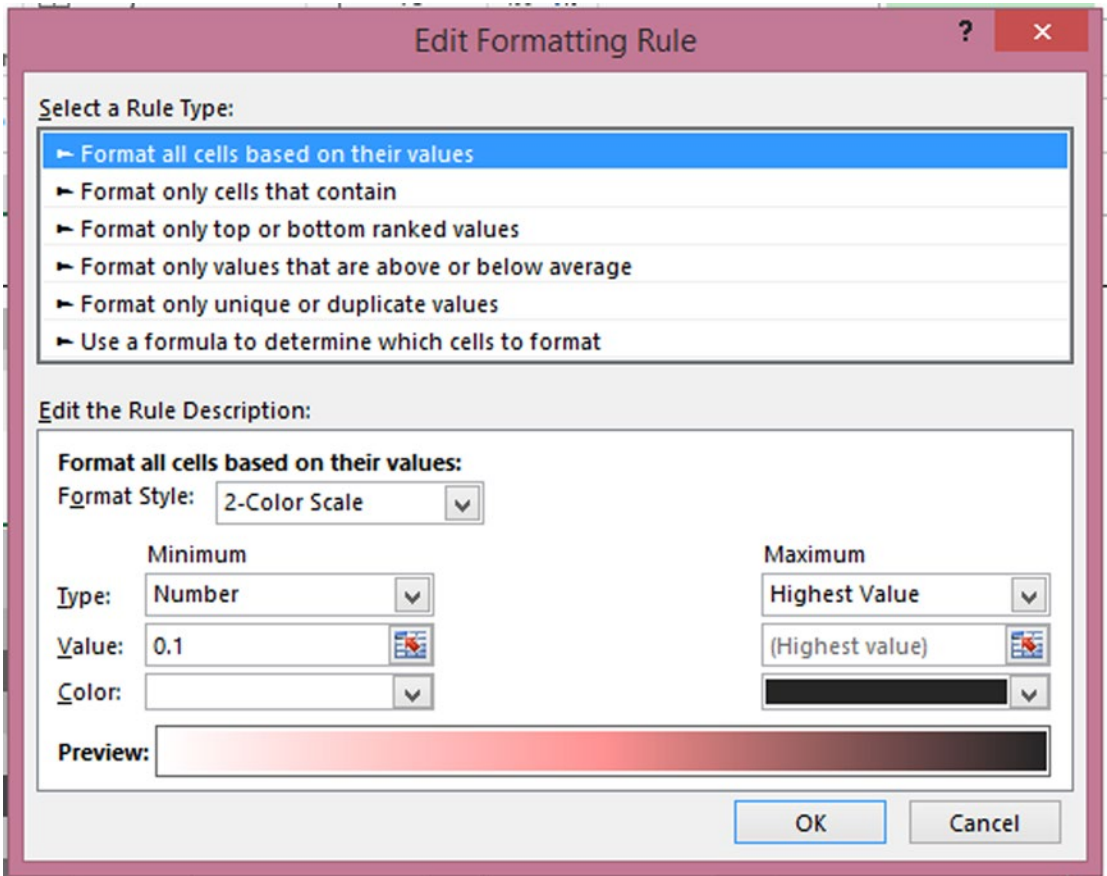 Edit Formatting Rule
?
Select a Rule Type:
► Format all cells based on their values
► Format only cells that contain
► Format only top or bottom ranked values
► Format only values that are above or below average
► Format only unique or duplicate values
► Use a formula to determine which cells to format
Edit the Rule Description:
Format all cells based on their values:
Format Style: 2-Color Scale
Minimum Maximum
Type: Number Highest Value
Value: 0.1 (Highest value)
Color:
Preview:
OK Cancel